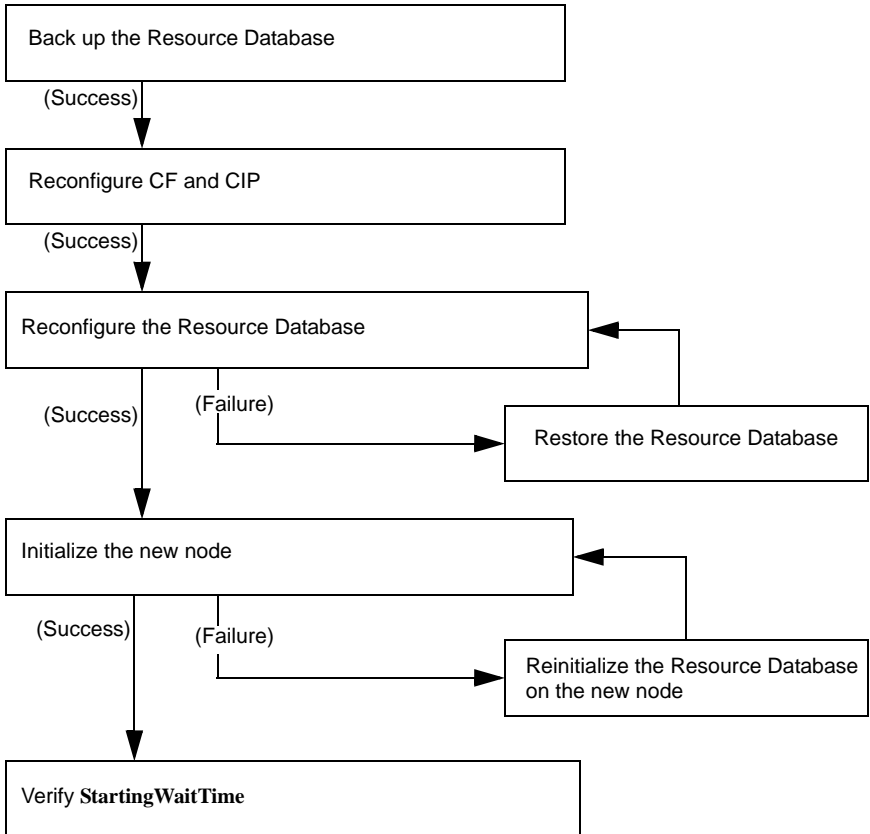 Back up the Resource Database
(Success)
Reconfigure CF and CIP
(Success)
Reconfigure the Resource Database
(Success)
(Failure)
Restore the Resource Database
Initialize the new node
(Success)
(Failure)
Reinitialize the Resource Database
on the new node
Verify StartingWaitTime